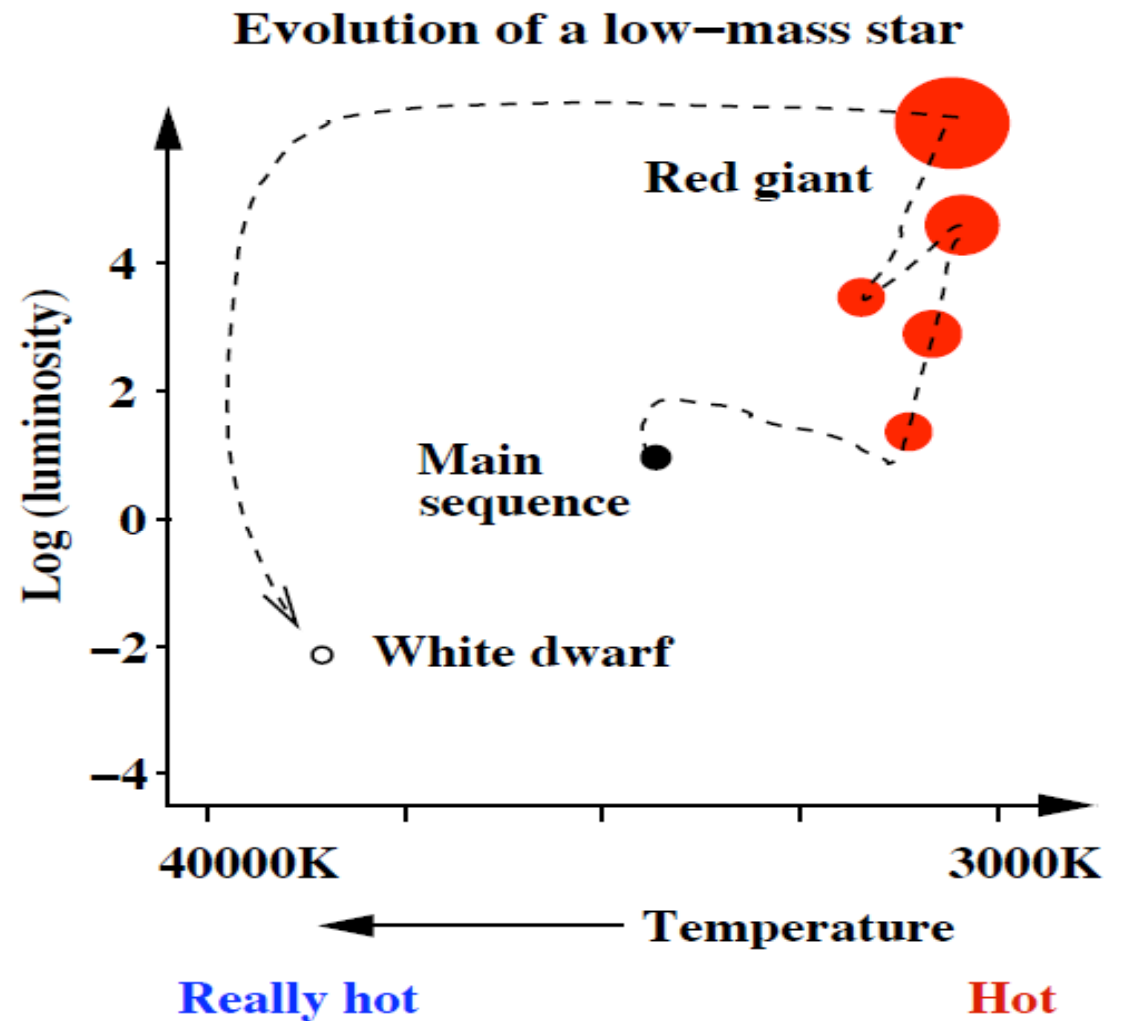 Evolution of a low−mass star
Red giant
4
2
Main
sequence
0
−2
White dwarf
−4
Log (luminosity)
40000K
3000K
Temperature
Really hot
Hot